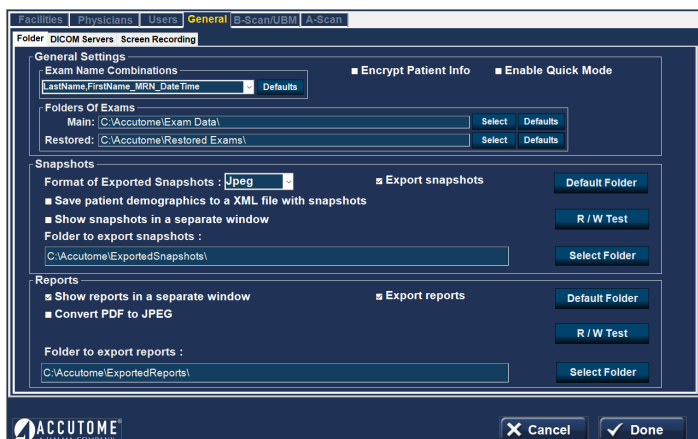 Facilities Physicians Users General B-Scan/UBM A-Scan
Folder DICOM Servers Screen Recording
General Settings
Exam Name Combinations
Encrypt Patient Info Enable Quick Mode
LastName,FirstName_MRN_DateTime Defaults
Folders Of Exams
Main: C:\Accutome\Exam Data\ Select Defaults
Restored: C:\Accutome\Restored Exams\ Select Defaults
Snapshots
Format of Exported Snapshots : Jpeg Export snapshots Default Folder
Save patient demographics to a XML file with snapshots
Show snapshots in a separate window R / W Test
Folder to export snapshots :
C:\Accutome\ExportedSnapshots\ Select Folder
Reports
Show reports in a separate window Export reports Default Folder
Convert PDF to JPEG
R / W Test
Folder to export reports :
C:\Accutome\ExportedReports\ Select Folder
ACCUTOME®
A HALMA COMPANY
Cancel Done